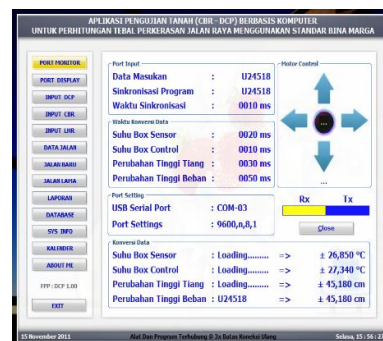 APLIKASI PENGUJIAN TANAH (CBR - DCP) BERBASIS KOMPUTER
UNTUK PERHITUNGAN TEBAL PERKERASAN JALAN RAYA MENGGUNAKAN STANDAR BINA MARGA
PORT MONITOR
PORT DISPLAY
INPUT DCP
INPUT CBR
INPUT LHR
DATA JALAN
JALAN BARU
JALAN LAMA
LAPORAN
DATABASE
SYS INFO
KALENDER
ABOUT ME
FPP : DCP 1.00
EXIT
Port Input
Data Masukan : U24518
Sinkronisasi Program : U24518
Waktu Sinkronisasi : 0010 ms
Waktu Konversi Data
Suhu Box Sensor : 0020 ms
Suhu Box Control : 0010 ms
Perubahan Tinggi Tiang : 0030 ms
Perubahan Tinggi Beban : 0050 ms
Port Setting
USB Serial Port : COM-03
Port Settings : 9600,n,8,1
Motor Control
...
...
Rx Tx
Close
Konversi Data
Suhu Box Sensor : Loading......... => ± 26,850 °C
Suhu Box Control : Loading......... => ± 27,340 °C
Perubahan Tinggi Tiang : Loading......... => ± 45,180 cm
Perubahan Tinggi Beban : U24518 => ± 45,180 cm
15 November 2011
Alat Dan Program Terhubung @ 3x Batas Koneksi Ulang
Selasa, 15 : 56 : 27